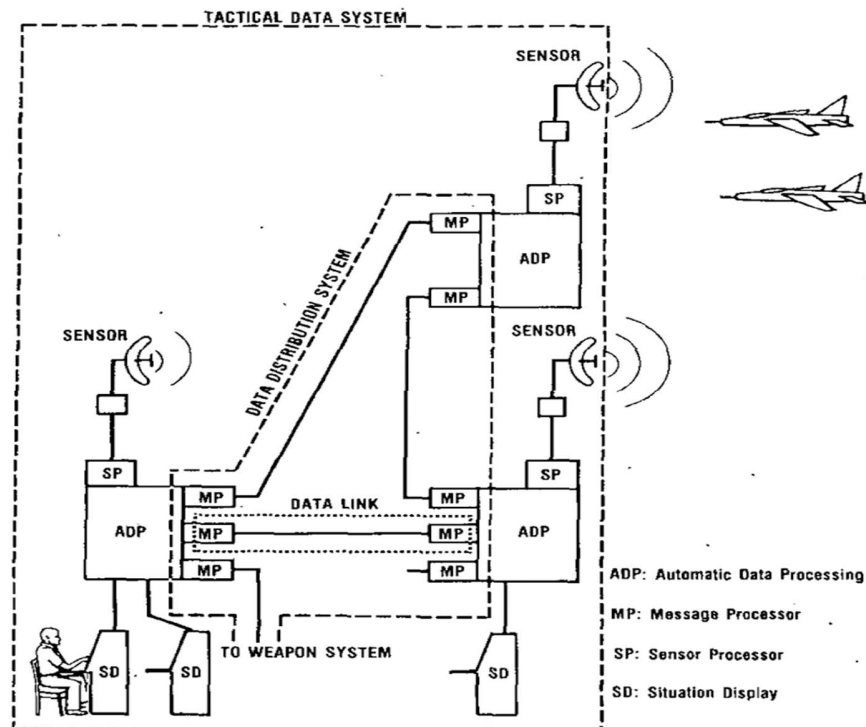 TACTICAL DATA SYSTEM
SENSOR
SP
MP
ADP
MP
DATA DISTRIBUTION SYSTEM
SENSOR
SENSOR
SP
SP
MP
MP
DATA LINK
ADP
MP
MP
ADP
MP
MP
ADP: Automatic Data Processing
MP: Message Processor
TO WEAPON SYSTEM
SP: Sensor Processor
SD
SD
SD
SD: Situation Display